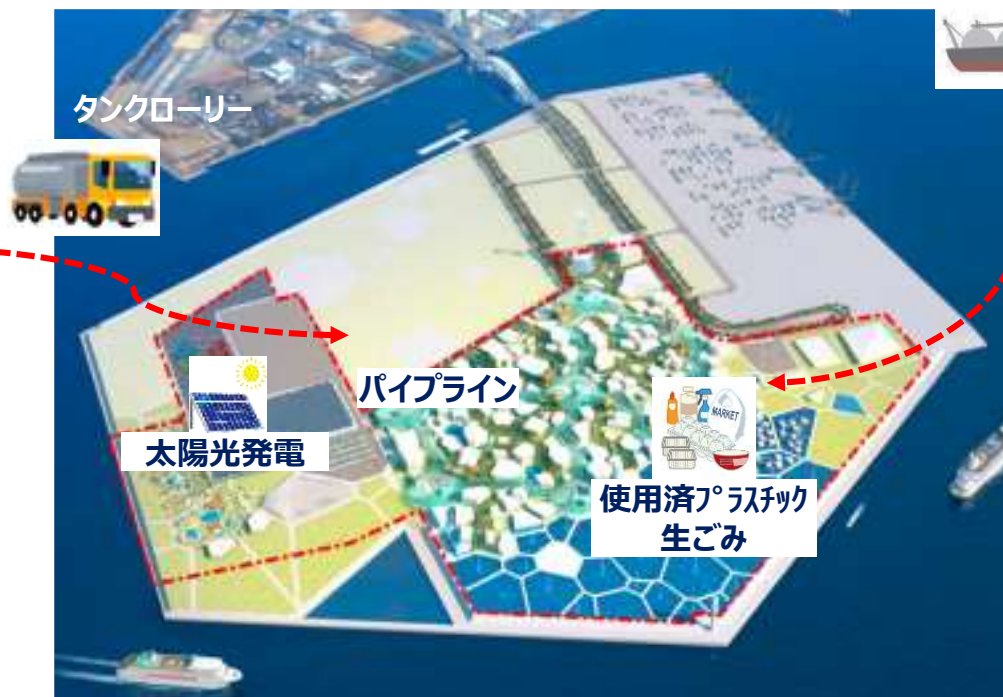 タンクローリー
パイプライン
太陽光発電
MARKET
使用済プラスチック
生ごみ